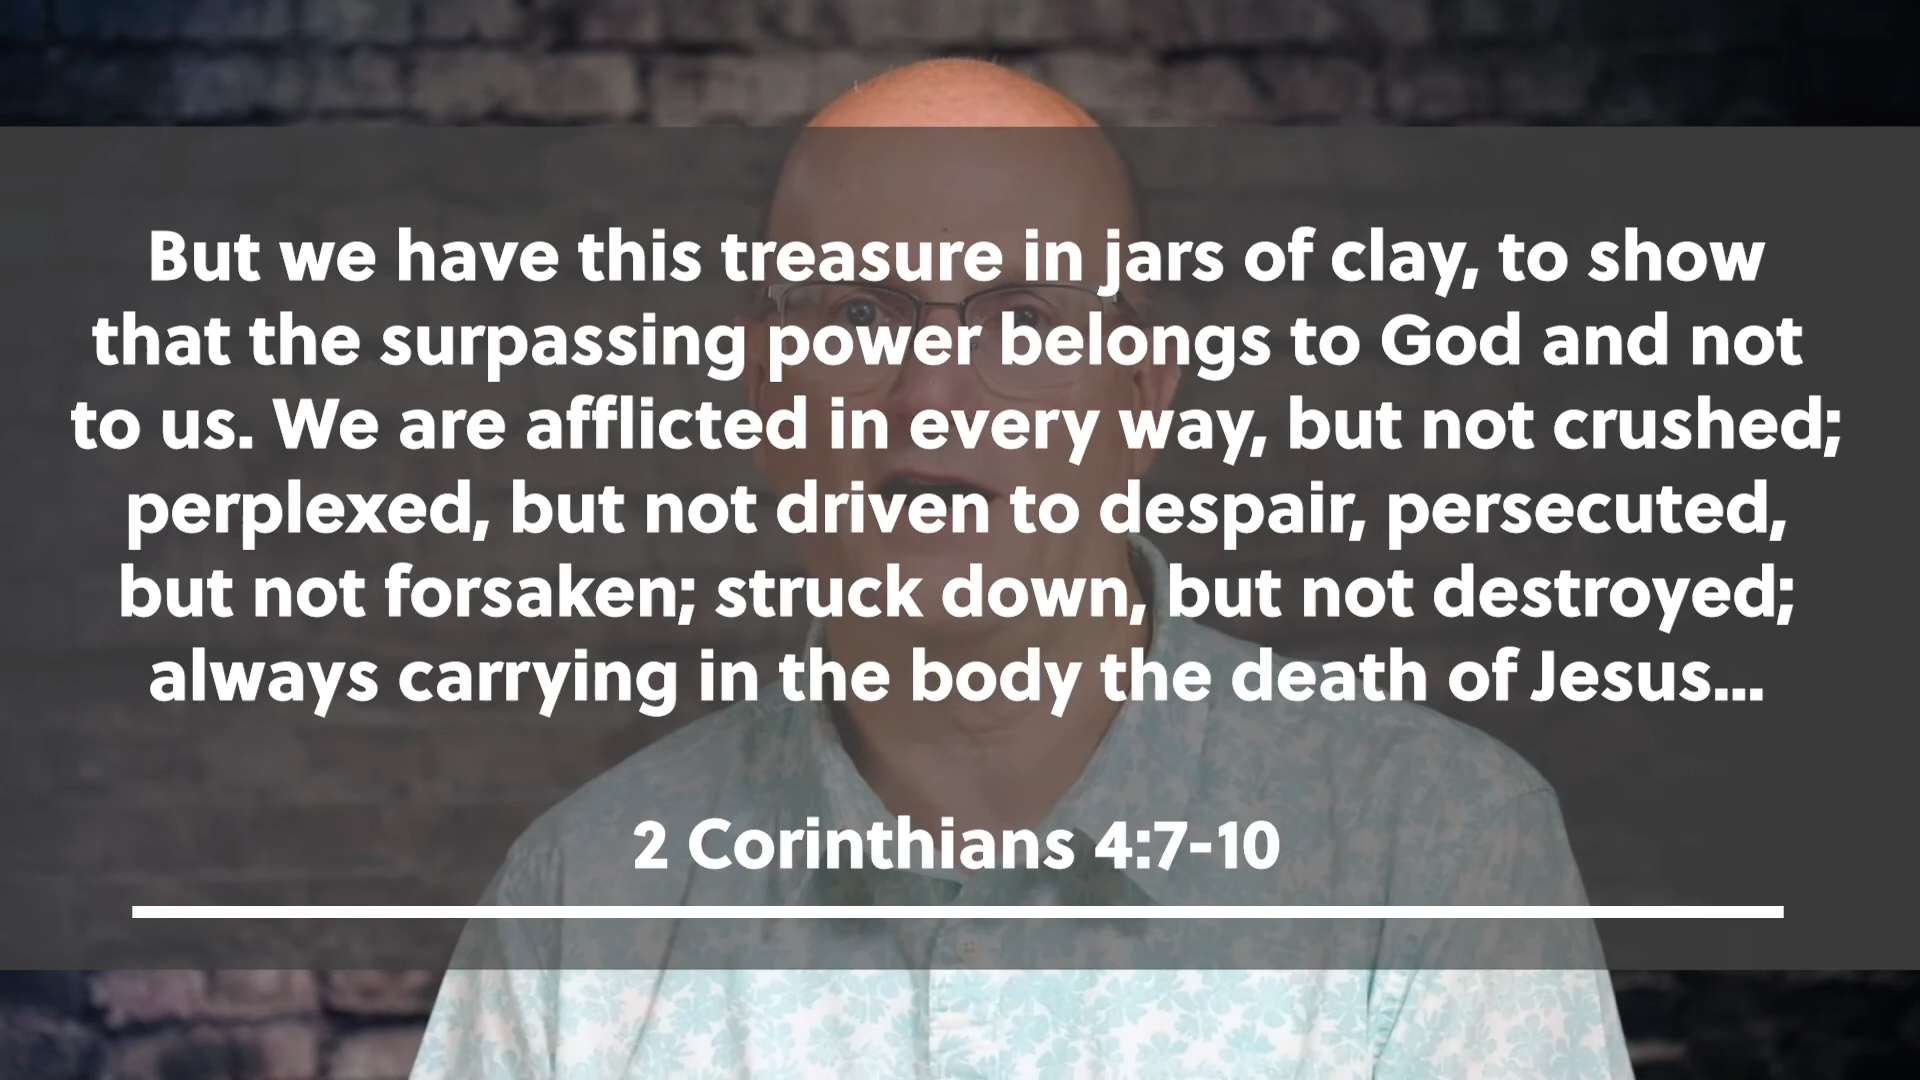 But we have this treasure in jars of clay, to show
that the surpassing power belongs to God and not
to us. We are afflicted in every way, but not crushed;
perplexed, but not driven to despair, persecuted,
but not forsaken; struck down, but not destroyed;
always carrying in the body the death of Jesus...
2 Corinthians 4:7-10